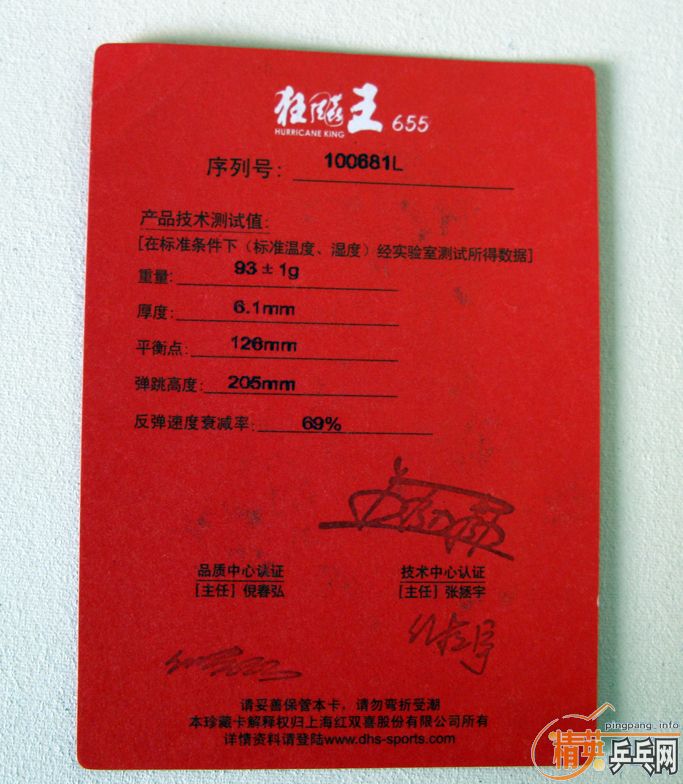 狂飚王 655
HURRICANE KING
序列号: 100681L
产品技术测试值:
[在标准条件下（标准温度、湿度）经实验室测试所得数据]
重量: 93±1g
厚度: 6.1mm
平衡点: 126mm
弹跳高度: 205mm
反弹速度衰减率: 69%
品质中心认证 技术中心认证
[主任] 倪春弘 [主任] 张拯宇
请妥善保管本卡，请勿弯折受潮
本珍藏卡解释权归上海红双喜股份有限公司所有
详情资料请登陆www.dhs-sports.com
pingpang_info
精英乒乓网